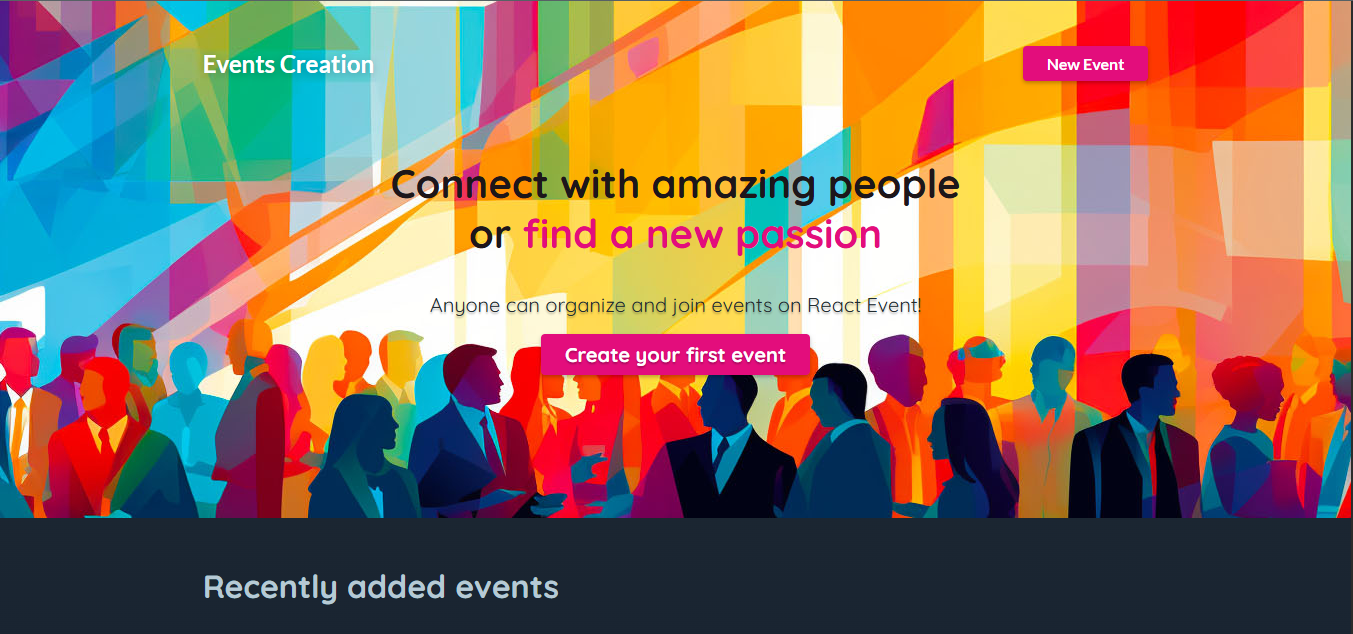 Events Creation
New Event
Connect with amazing people
or find a new passion
Anyone can organize and join events on React Event!
Create your first event
Recently added events